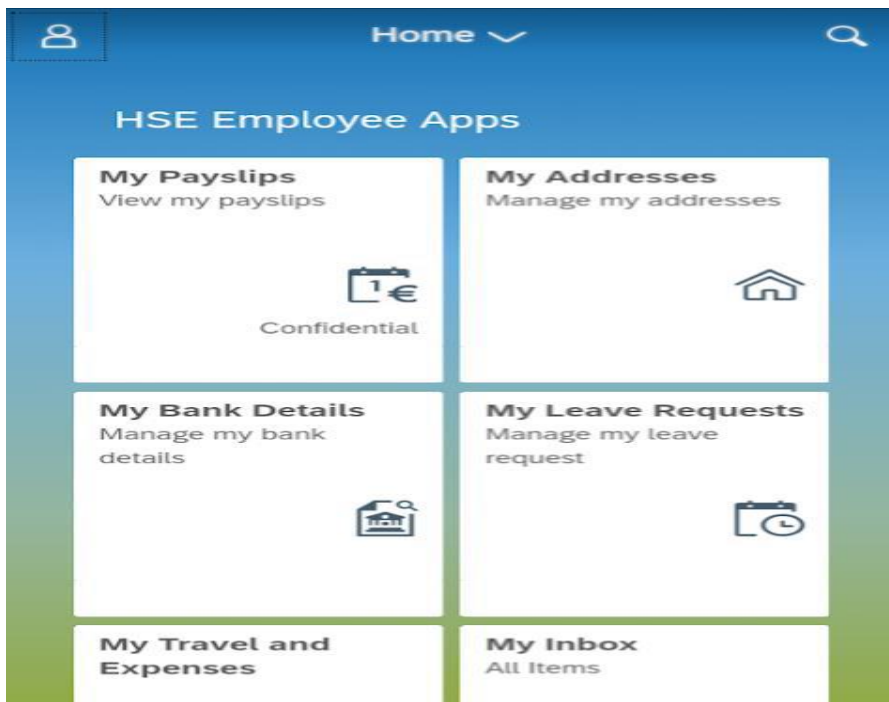 Home
HSE Employee Apps
My Payslips
View my payslips
1 €
Confidential
My Addresses
Manage my addresses
My Bank Details
Manage my bank
details
My Leave Requests
Manage my leave
request
My Travel and
Expenses
My Inbox
All Items